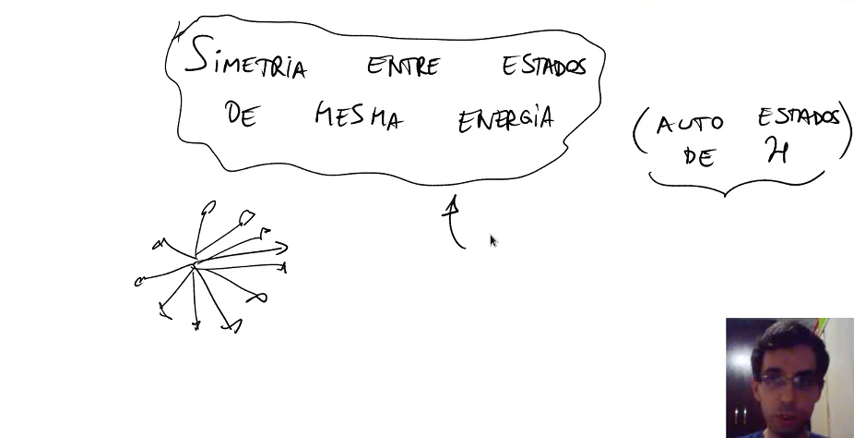 SIMETRIA ENTRE ESTADOS
DE MESMA ENERGIA
(AUTO ESTADOS)
DE H